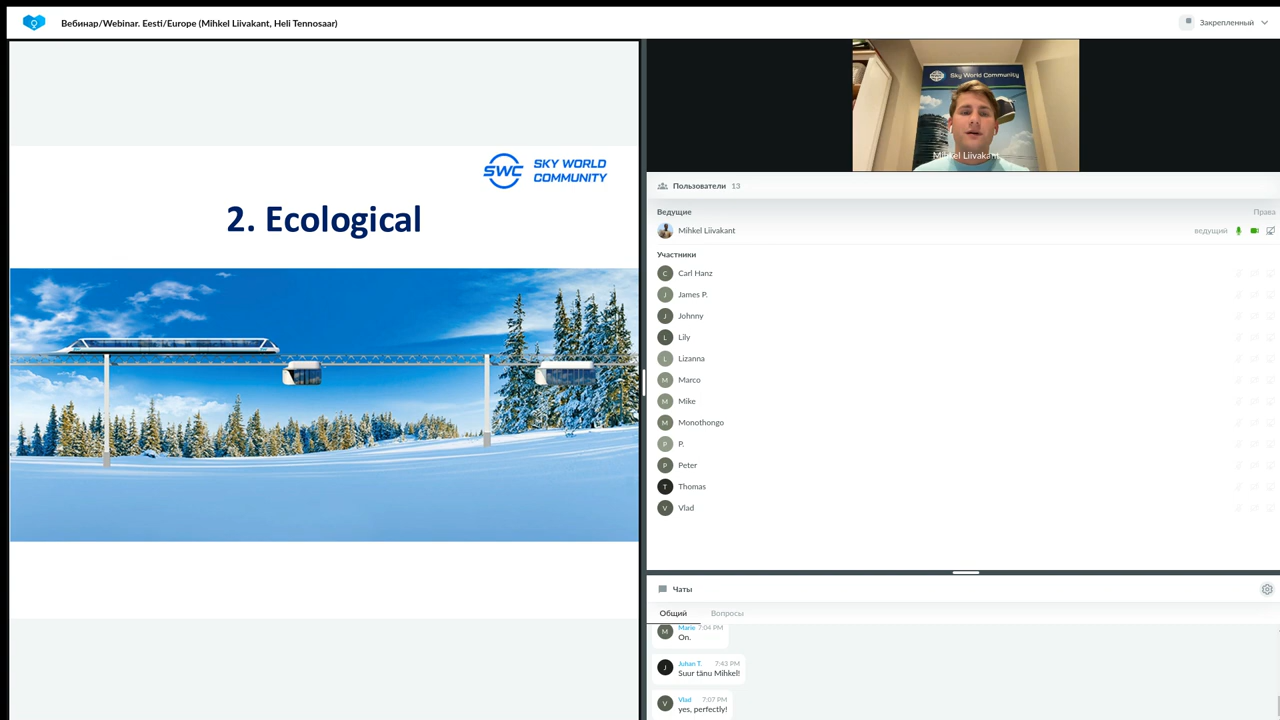 Вебинар/Webinar. Eesti/Europe (Mihkel Liivakant, Heli Tennosaar)
Закрепленный
SWC SKY WORLD
COMMUNITY
2. Ecological
Sky World Community
Mihkel Liivakant
Пользователи 13
Ведущие Права
Mihkel Liivakant ведущий
Участники
C Carl Hanz
J James P.
J Johnny
L Lily
L Lizanna
M Marco
M Mike
M Monothongo
P P.
P Peter
T Thomas
V Vlad
Чаты
Общий Вопросы
M Marie 7:04 PM
On.
J Juhan T. 7:43 PM
Suur tänu Mihkel!
V Vlad 7:07 PM
yes, perfectly!